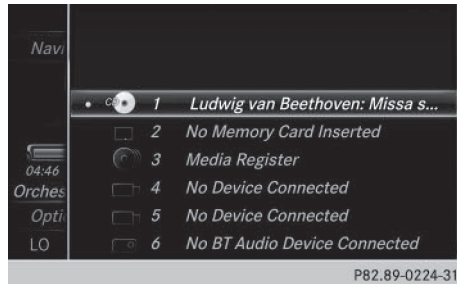 Navi
CD 1 Ludwig van Beethoven: Missa s...
2 No Memory Card Inserted
3 Media Register
04:46
4 No Device Connected
Orches
5 No Device Connected
Opti
6 No BT Audio Device Connected
LO
P82.89-0224-31